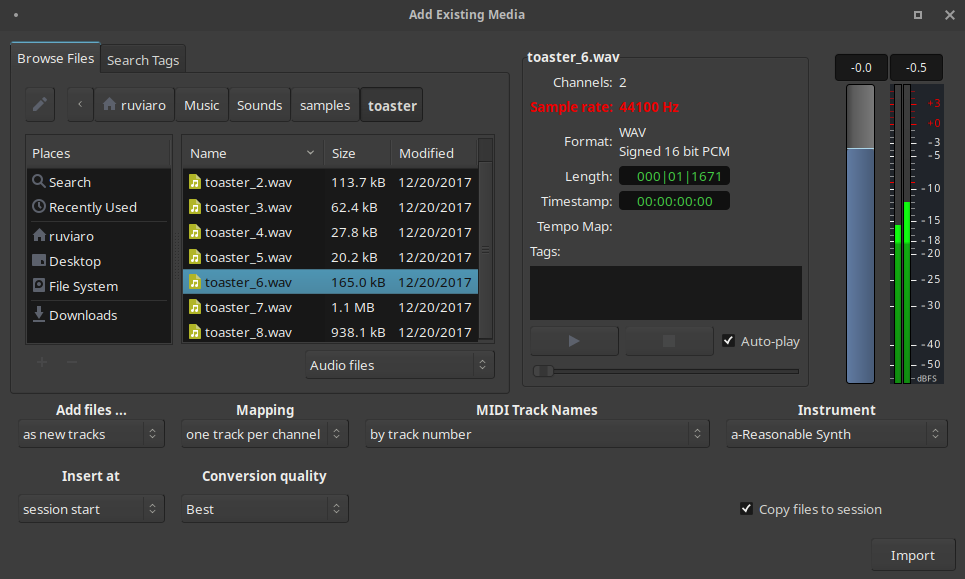 Add Existing Media
Browse Files
Search Tags
ruviaro
Music
Sounds
samples
toaster
Places
Search
Recently Used
ruviaro
Desktop
File System
Downloads
Name Size Modified
toaster_2.wav 113.7 kB 12/20/2017
toaster_3.wav 62.4 kB 12/20/2017
toaster_4.wav 27.8 kB 12/20/2017
toaster_5.wav 20.2 kB 12/20/2017
toaster_6.wav 165.0 kB 12/20/2017
toaster_7.wav 1.1 MB 12/20/2017
toaster_8.wav 938.1 kB 12/20/2017
Audio files
toaster_6.wav
Channels: 2
Sample rate: 44100 Hz
Format: WAV
Signed 16 bit PCM
Length: 000|01|1671
Timestamp: 00:00:00:00
Tempo Map:
Tags:
Auto-play
-0.0 -0.5
+3
+0
-3
-5
-10
-15
-18
-20
-25
-30
-40
-50
dBFS
Add files ... Mapping MIDI Track Names Instrument
as new tracks one track per channel by track number a-Reasonable Synth
Insert at Conversion quality
session start Best
Copy files to session
Import